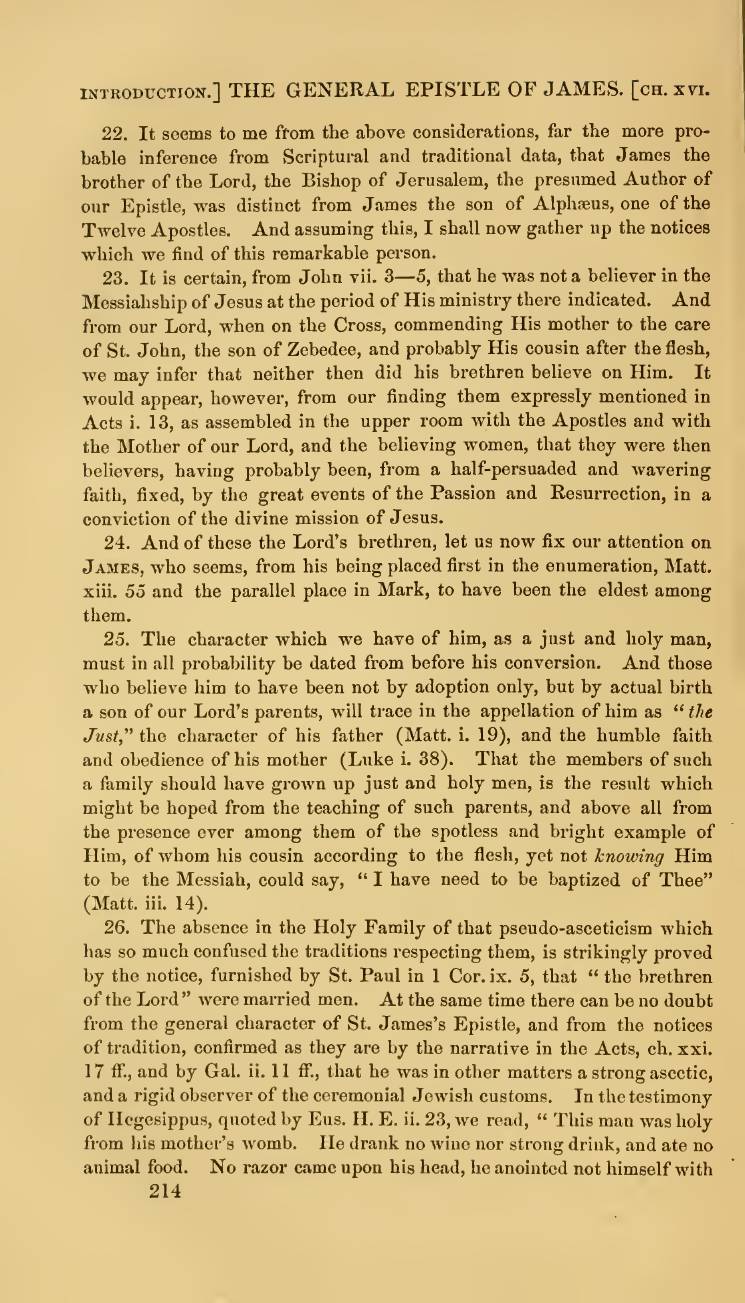 INTRODUCTION.] THE GENERAL EPISTLE OF JAMES. [CH. XVI.
22. It seems to me from the above considerations, far the more pro-
bable inference from Scriptural and traditional data, that James the
brother of the Lord, the Bishop of Jerusalem, the presumed Author of
our Epistle, was distinct from James the son of Alphæus, one of the
Twelve Apostles. And assuming this, I shall now gather up the notices
which we find of this remarkable person.
23. It is certain, from John vii. 3—5, that he was not a believer in the
Messiahship of Jesus at the period of His ministry there indicated. And
from our Lord, when on the Cross, commending His mother to the care
of St. John, the son of Zebedee, and probably His cousin after the flesh,
we may infer that neither then did his brethren believe on Him. It
would appear, however, from our finding them expressly mentioned in
Acts i. 13, as assembled in the upper room with the Apostles and with
the Mother of our Lord, and the believing women, that they were then
believers, having probably been, from a half-persuaded and wavering
faith, fixed, by the great events of the Passion and Resurrection, in a
conviction of the divine mission of Jesus.
24. And of these the Lord's brethren, let us now fix our attention on
JAMES, who seems, from his being placed first in the enumeration, Matt.
xiii. 55 and the parallel place in Mark, to have been the eldest among
them.
25. The character which we have of him, as a just and holy man,
must in all probability be dated from before his conversion. And those
who believe him to have been not by adoption only, but by actual birth
a son of our Lord's parents, will trace in the appellation of him as "the
Just," the character of his father (Matt. i. 19), and the humble faith
and obedience of his mother (Luke i. 38). That the members of such
a family should have grown up just and holy men, is the result which
might be hoped from the teaching of such parents, and above all from
the presence ever among them of the spotless and bright example of
Him, of whom his cousin according to the flesh, yet not knowing Him
to be the Messiah, could say, "I have need to be baptized of Thee"
(Matt. iii. 14).
26. The absence in the Holy Family of that pseudo-asceticism which
has so much confused the traditions respecting them, is strikingly proved
by the notice, furnished by St. Paul in 1 Cor. ix. 5, that "the brethren
of the Lord" were married men. At the same time there can be no doubt
from the general character of St. James's Epistle, and from the notices
of tradition, confirmed as they are by the narrative in the Acts, ch. xxi.
17 ff., and by Gal. ii. 11 ff., that he was in other matters a strong ascetic,
and a rigid observer of the ceremonial Jewish customs. In the testimony
of Hegesippus, quoted by Eus. H. E. ii. 23, we read, "This man was holy
from his mother's womb. He drank no wine nor strong drink, and ate no
animal food. No razor came upon his head, he anointed not himself with
214